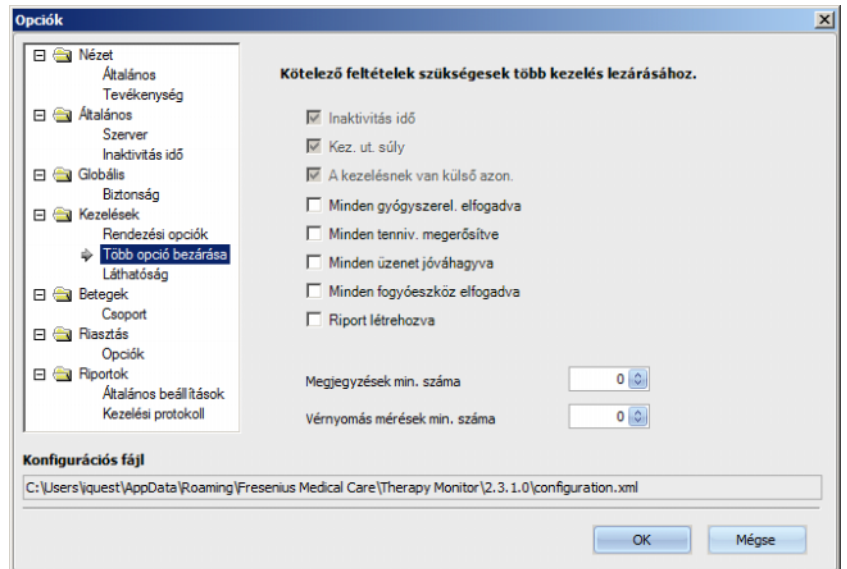 Opciók
Nézet
Általános
Tevékenység
Általános
Szerver
Inaktivitás idő
Globális
Biztonság
Kezelések
Rendezési opciók
Több opció bezárása
Láthatóság
Betegek
Csoport
Riasztás
Opciók
Riportok
Általános beállítások
Kezelési protokoll
Kötelező feltételek szükségesek több kezelés lezárásához.
Inaktivitás idő
Kez. ut. súly
A kezelésnek van külső azon.
Minden gyógyszerel. elfogadva
Minden tenniv. megerősítve
Minden üzenet jóváhagyva
Minden fogyóeszköz elfogadva
Riport létrehozva
Megjegyzések min. száma 0
Vérnyomás mérések min. száma 0
Konfigurációs fájl
C:\Users\iquest\AppData\Roaming\Fresenius Medical Care\Therapy Monitor\2.3.1.0\configuration.xml
OK Mégse